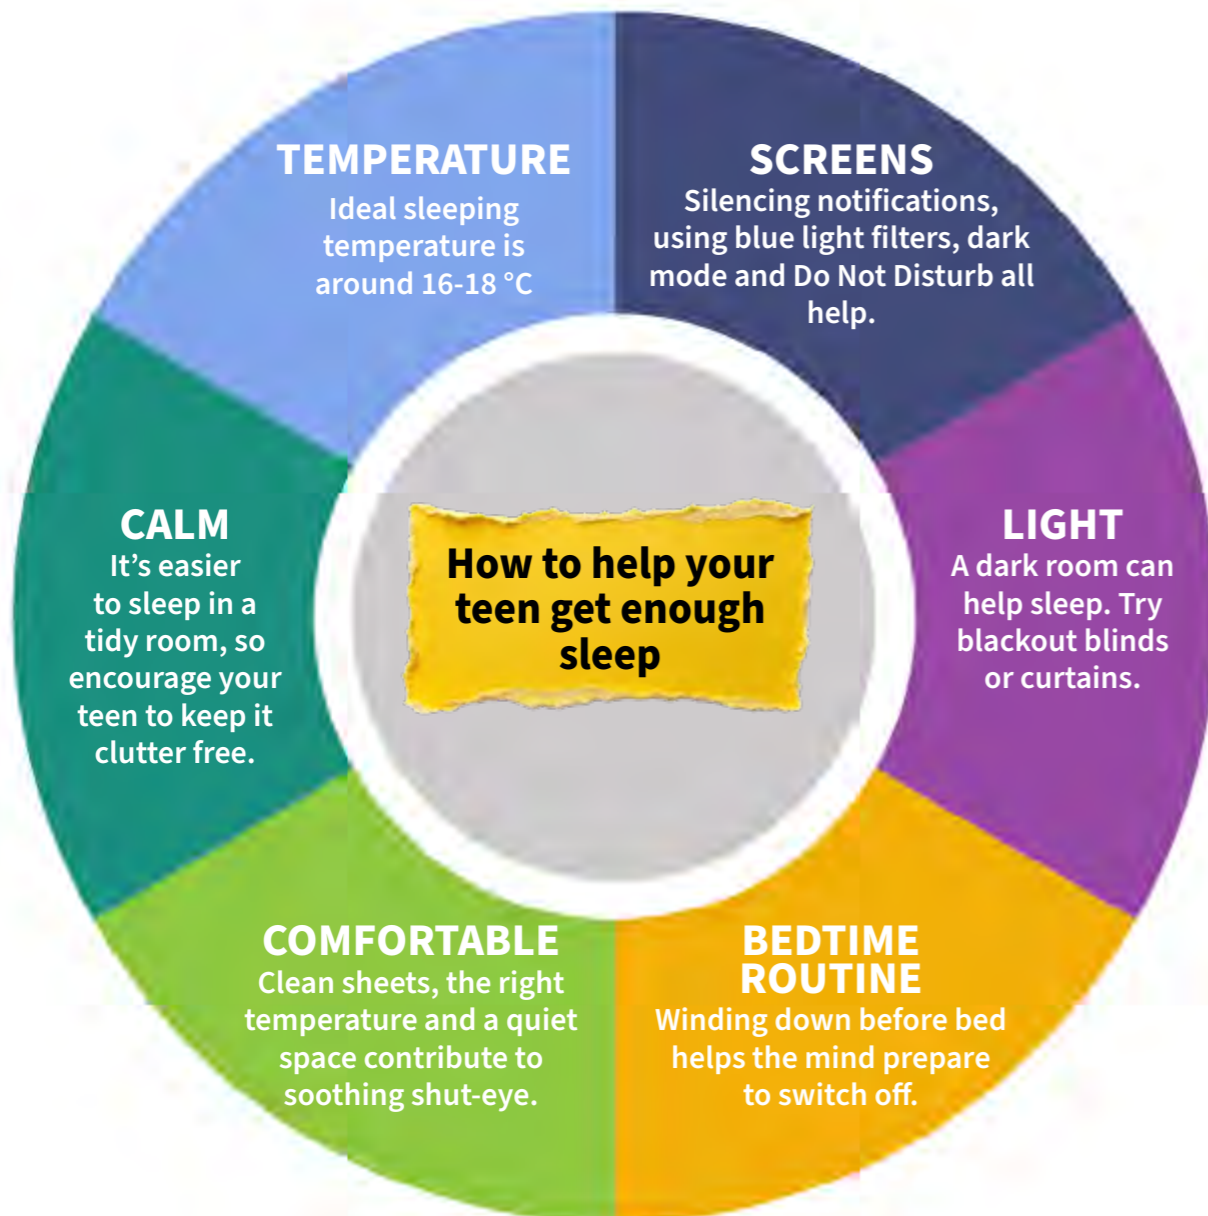 TEMPERATURE
Ideal sleeping
temperature is
around 16-18 °C
SCREENS
Silencing notifications,
using blue light filters, dark
mode and Do Not Disturb all
help.
LIGHT
A dark room can
help sleep. Try
blackout blinds
or curtains.
BEDTIME
ROUTINE
Winding down before bed
helps the mind prepare
to switch off.
COMFORTABLE
Clean sheets, the right
temperature and a quiet
space contribute to
soothing shut-eye.
CALM
It’s easier
to sleep in a
tidy room, so
encourage your
teen to keep it
clutter free.
How to help your
teen get enough
sleep